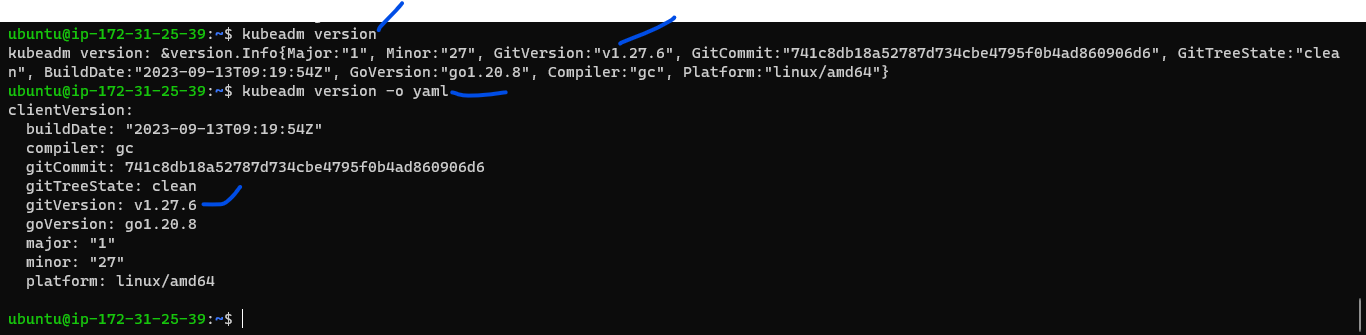 ubuntu@ip-172-31-25-39:~$ kubeadm version
kubeadm version: &version.Info{Major:"1", Minor:"27", GitVersion:"v1.27.6", GitCommit:"741c8db18a52787d734cbe4795f0b4ad860906d6", GitTreeState:"clea
n", BuildDate:"2023-09-13T09:19:54Z", GoVersion:"go1.20.8", Compiler:"gc", Platform:"linux/amd64"}
ubuntu@ip-172-31-25-39:~$ kubeadm version -o yaml
clientVersion:
  buildDate: "2023-09-13T09:19:54Z"
  compiler: gc
  gitCommit: 741c8db18a52787d734cbe4795f0b4ad860906d6
  gitTreeState: clean
  gitVersion: v1.27.6
  goVersion: go1.20.8
  major: "1"
  minor: "27"
  platform: linux/amd64
ubuntu@ip-172-31-25-39:~$